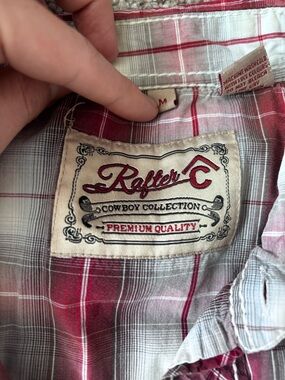 M
Rafter C
COWBOY COLLECTION
PREMIUM QUALITY